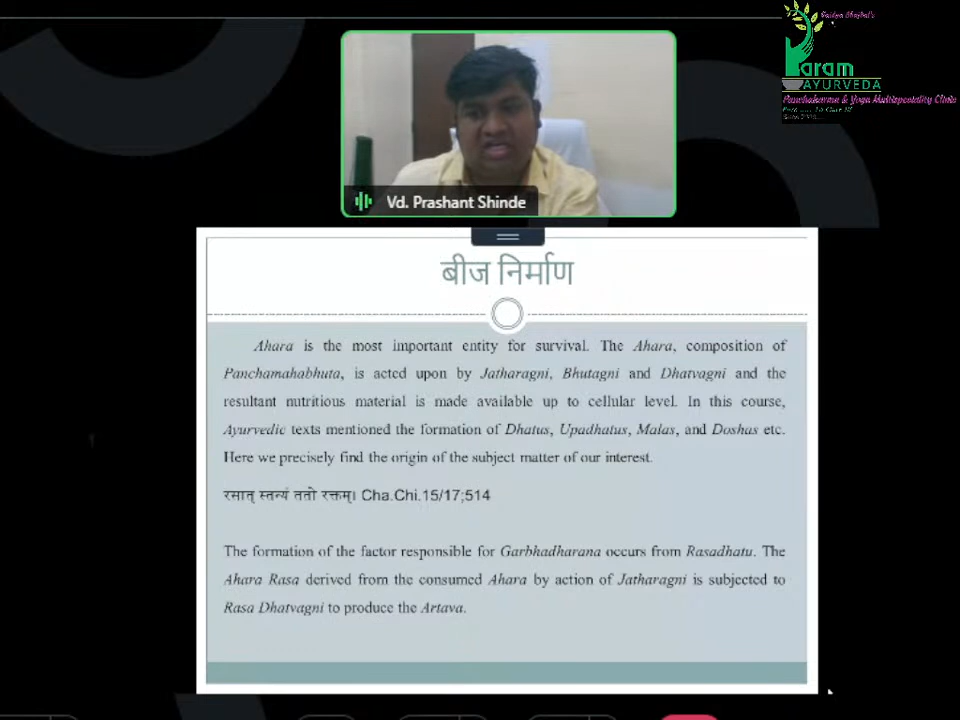 Vaidya Bhojbal's
Param
AYURVEDA
Panchakarma & Yoga Multispeciality Clinic
Vd. Prashant Shinde
बीज निर्माण
Ahara is the most important entity for survival. The Ahara, composition of
Panchamahabhuta, is acted upon by Jatharagni, Bhutagni and Dhatvagni and the
resultant nutritious material is made available up to cellular level. In this course,
Ayurvedic texts mentioned the formation of Dhatus, Upadhatus, Malas, and Doshas etc.
Here we precisely find the origin of the subject matter of our interest.
रसात् स्तन्यं ततो रक्तम्। Cha.Chi.15/17;514
The formation of the factor responsible for Garbhadharana occurs from Rasadhatu. The
Ahara Rasa derived from the consumed Ahara by action of Jatharagni is subjected to
Rasa Dhatvagni to produce the Artava.